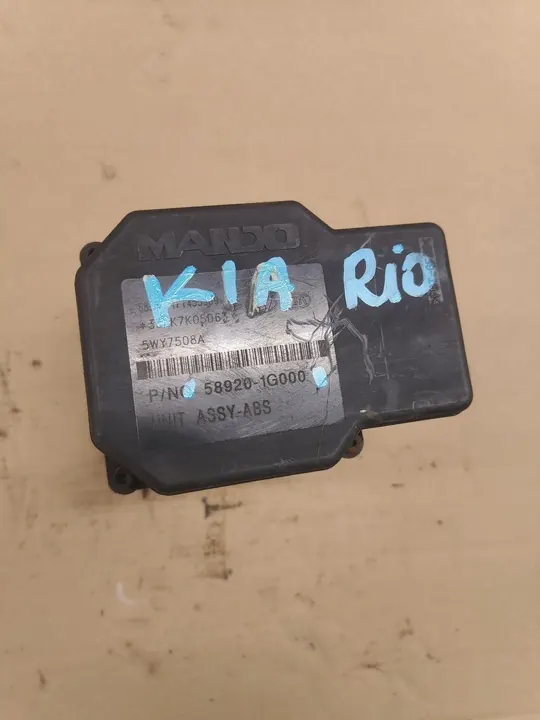 MANDO
KIA Rio
5WY7508A
P/NO 58920-1G000
UNIT ASSY-ABS